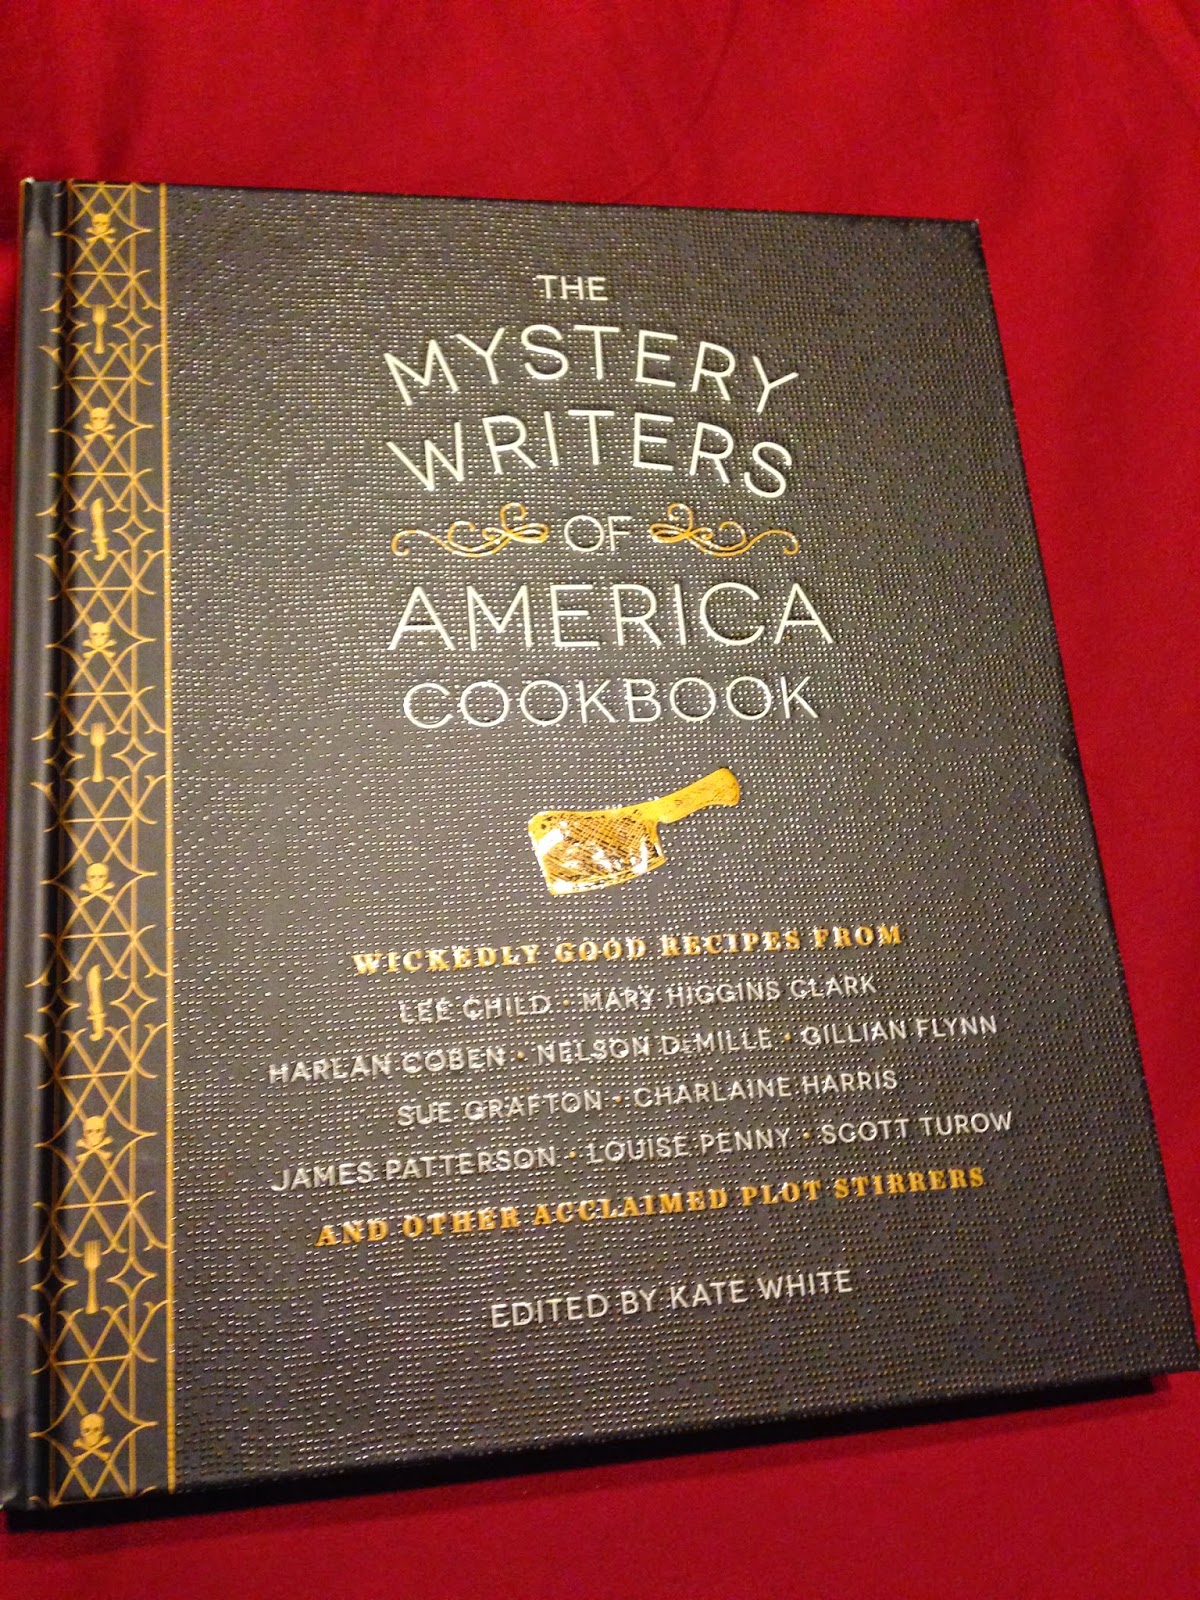 THE
MYSTERY
WRITERS
OF
AMERICA
COOKBOOK
WICKEDLY GOOD RECIPES FROM
LEE CHILD • MARY HIGGINS CLARK
HARLAN COBEN • NELSON DEMILLE • GILLIAN FLYNN
SUE GRAFTON • CHARLAINE HARRIS
JAMES PATTERSON • LOUISE PENNY • SCOTT TUROW
AND OTHER ACCLAIMED PLOT STIRRERS
EDITED BY KATE WHITE